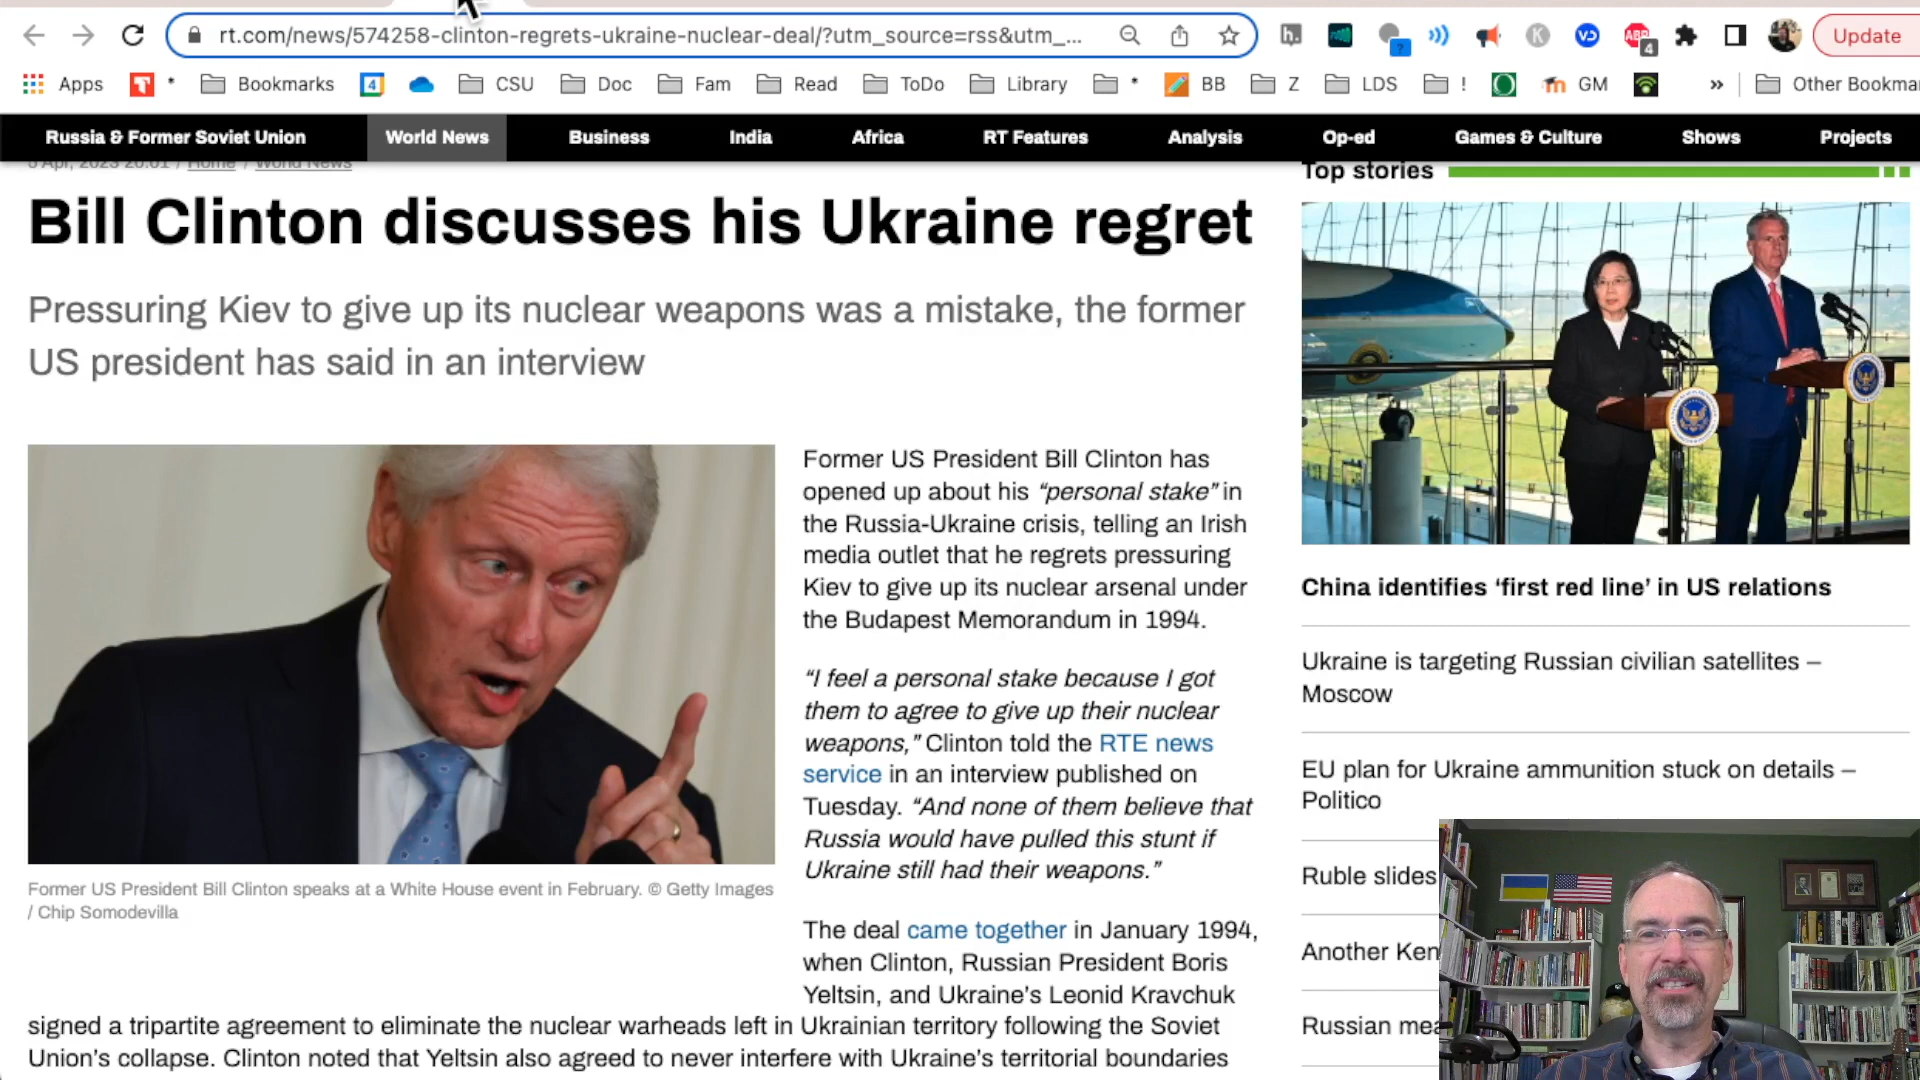 rt.com/news/574258-clinton-regrets-ukraine-nuclear-deal/?utm_source=rss&utm_...
Update
Apps
*
Bookmarks
4
CSU
Doc
Fam
Read
ToDo
Library
*
BB
Z
LDS
!
GM
»
Other Bookma
Russia & Former Soviet Union
World News
Business
India
Africa
RT Features
Analysis
Op-ed
Games & Culture
Shows
Projects
5 Apr, 2023 20:01 / Home / World News
Bill Clinton discusses his Ukraine regret
Pressuring Kiev to give up its nuclear weapons was a mistake, the former
US president has said in an interview
Former US President Bill Clinton speaks at a White House event in February. © Getty Images
/ Chip Somodevilla
Former US President Bill Clinton has
opened up about his “personal stake” in
the Russia-Ukraine crisis, telling an Irish
media outlet that he regrets pressuring
Kiev to give up its nuclear arsenal under
the Budapest Memorandum in 1994.
“I feel a personal stake because I got
them to agree to give up their nuclear
weapons,” Clinton told the RTE news
service in an interview published on
Tuesday. “And none of them believe that
Russia would have pulled this stunt if
Ukraine still had their weapons.”
The deal came together in January 1994,
when Clinton, Russian President Boris
Yeltsin, and Ukraine’s Leonid Kravchuk
signed a tripartite agreement to eliminate the nuclear warheads left in Ukrainian territory following the Soviet
Union’s collapse. Clinton noted that Yeltsin also agreed to never interfere with Ukraine’s territorial boundaries
Top stories
China identifies ‘first red line’ in US relations
Ukraine is targeting Russian civilian satellites –
Moscow
EU plan for Ukraine ammunition stuck on details –
Politico
Ruble slides
Another Ken
Russian mea